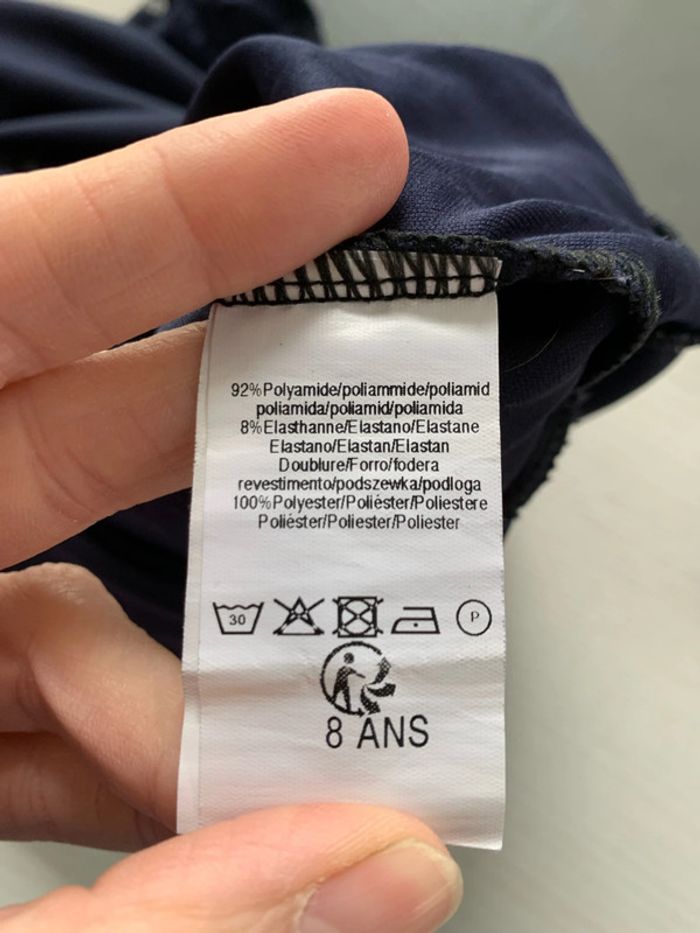 92%Polyamide/poliammide/poliamid
poliamida/poliamid/poliamida
8%Elasthanne/Elastano/Elastane
Elastano/Elastan/Elastan
Doublure/Forro/fodera
revestimento/podszewka/podloga
100%Polyester/Poliéster/Poliestere
Poliéster/Poliester/Poliester
30 P
8 ANS